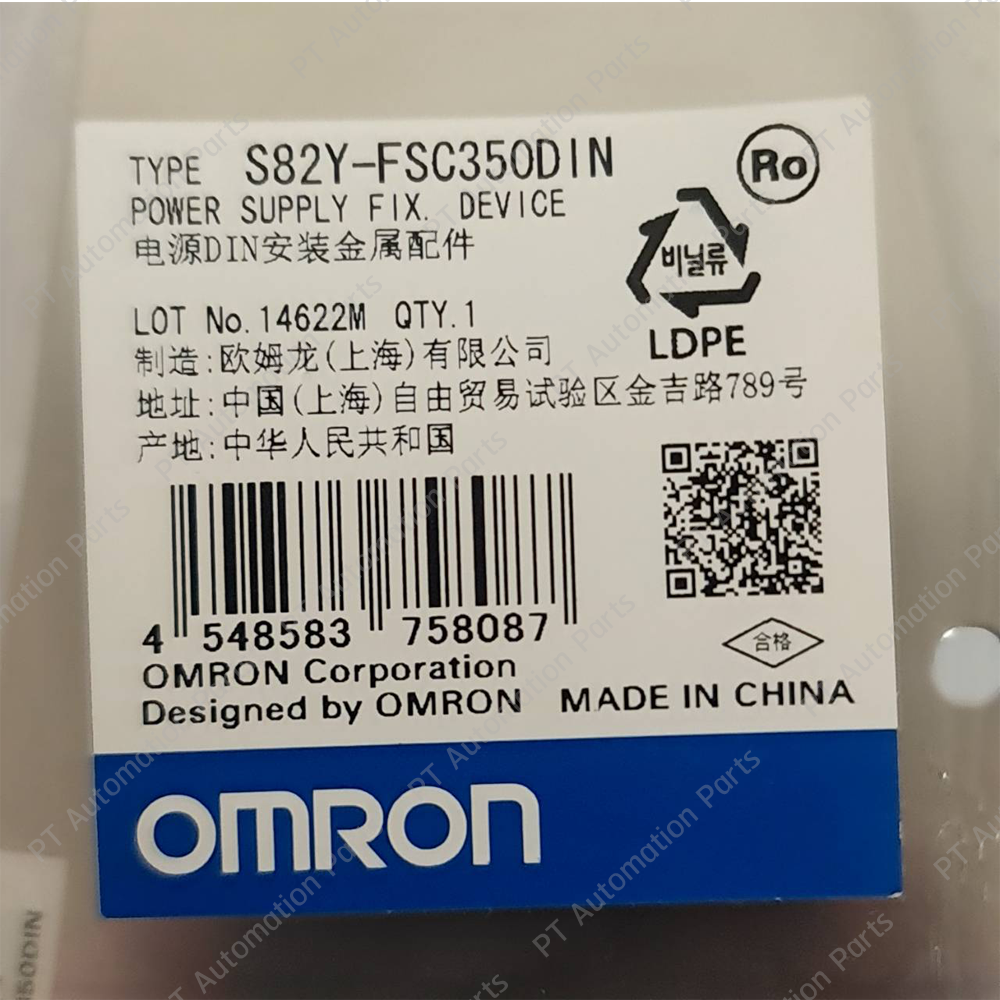 TYPE S82Y-FSC350DIN
Ro
POWER SUPPLY FIX. DEVICE
电源DIN安装金属配件
비닐류
LDPE
LOT No.14622M QTY.1
制造:欧姆龙(上海)有限公司
地址:中国(上海)自由贸易试验区金吉路789号
产地:中华人民共和国
4 548583 758087
合格
OMRON Corporation
Designed by OMRON MADE IN CHINA
OMRON
50DIN
PT Automation Parts